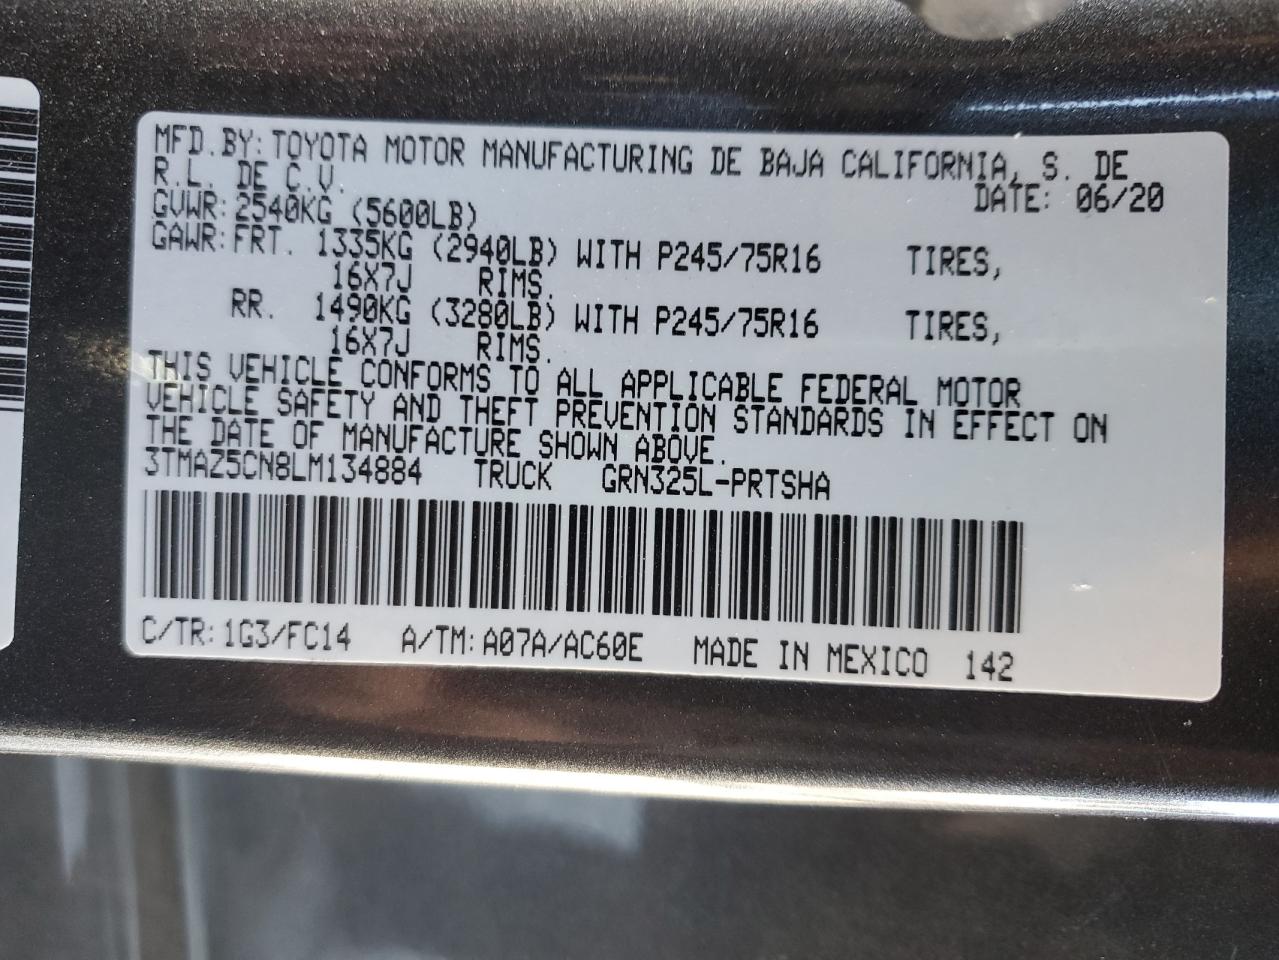 MFD.BY: TOYOTA MOTOR MANUFACTURING DE BAJA CALIFORNIA, S. DE
R.L. DE C.V. DATE: 06/20
GVWR: 2540KG (5600LB)
GAWR: FRT. 1335KG (2940LB) WITH P245/75R16 TIRES,
16X7J RIMS.
RR. 1490KG (3280LB) WITH P245/75R16 TIRES,
16X7J RIMS.
THIS VEHICLE CONFORMS TO ALL APPLICABLE FEDERAL MOTOR
VEHICLE SAFETY AND THEFT PREVENTION STANDARDS IN EFFECT ON
THE DATE OF MANUFACTURE SHOWN ABOVE.
3TMAZ5CN8LM134884 TRUCK GRN325L-PRTSHA
C/TR: 1G3/FC14 A/TM: A07A/AC60E MADE IN MEXICO 142